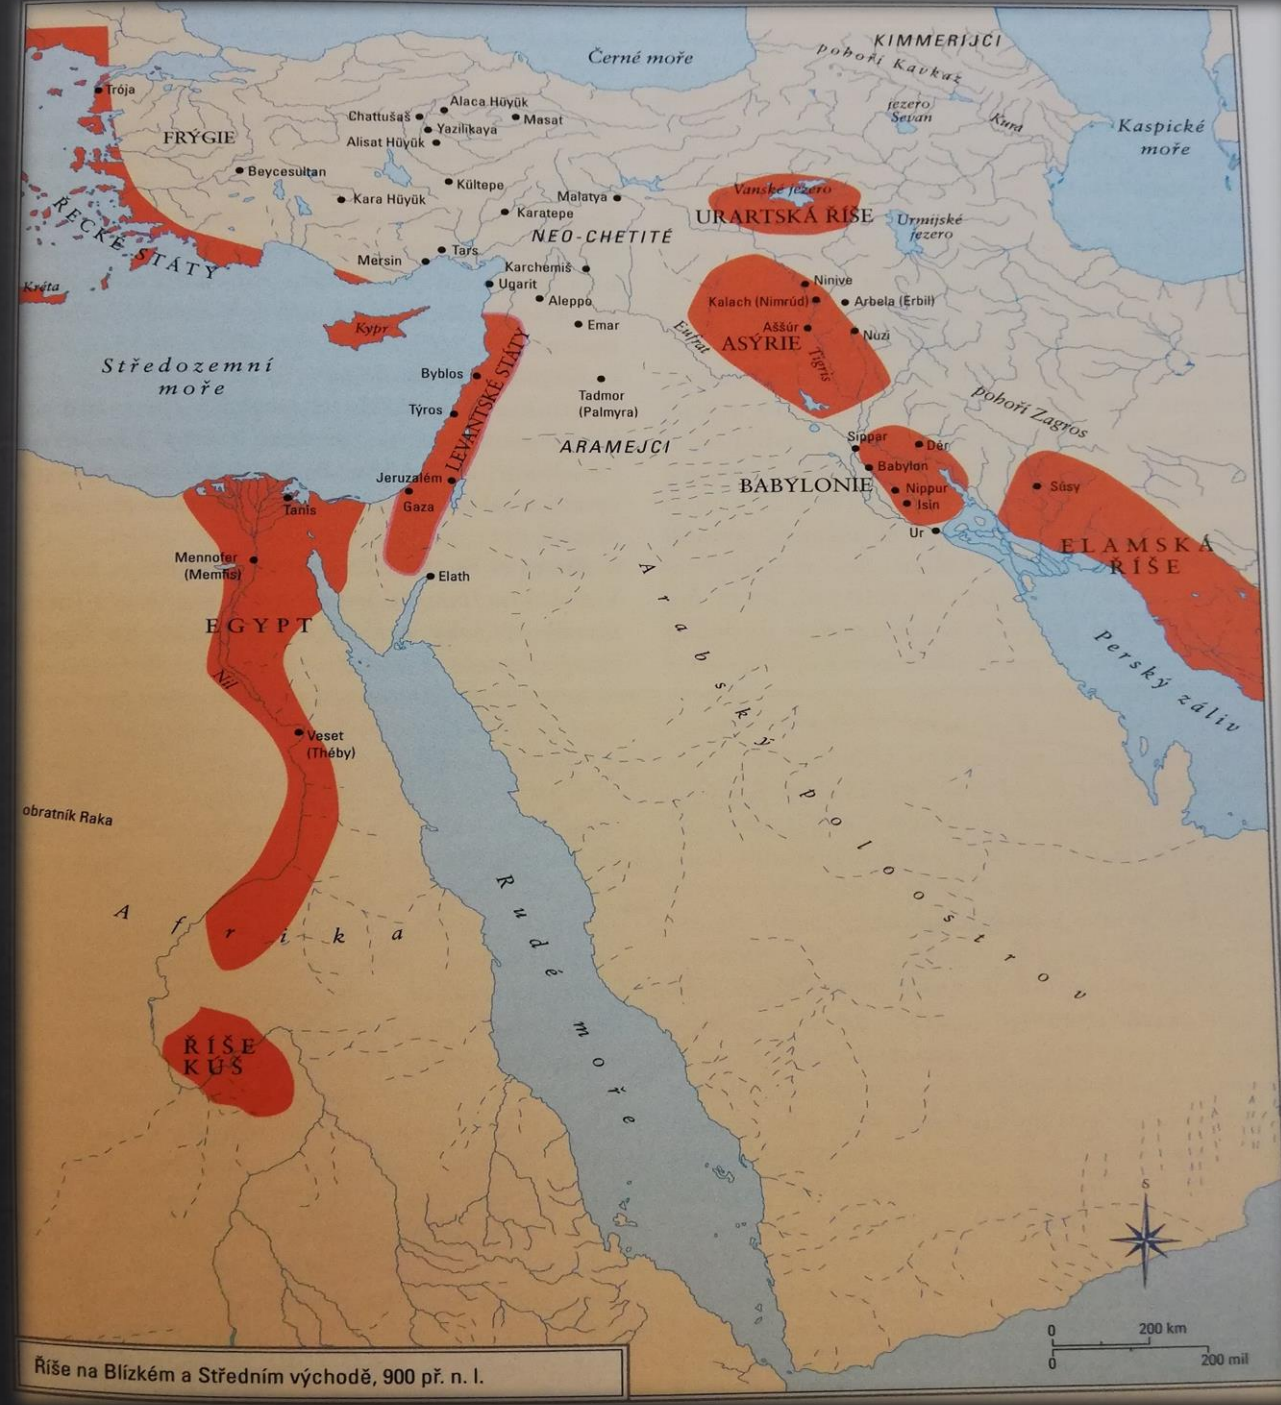 Černé moře
KIMMERIJCI
pohoří Kavkaz
jezero
Sevan
Kura
Kaspické
moře
Trója
Alaca Hüyük
Chattušaš
Masat
Yazilikaya
FRÝGIE
Alisat Hüyük
Beycesultan
Kültepe
Kara Hüyük
Malatya
Karatepe
Vanské jezero
URARTSKÁ ŘÍŠE
Urmijské
jezero
ŘECKÉ STÁTY
NEO-CHETITÉ
Tars
Mersin
Karchemiš
Ugarit
Kréta
Aleppo
Ninive
Kalach (Nimrúd)
Arbela (Erbil)
Kypr
Emar
Aššúr
Nuzi
Eufrat
ASÝRIE
Tigris
Středozemní
moře
Byblos
LEVANTSKÉ STÁTY
Tadmor
(Palmyra)
Týros
pohoří Zagros
ARAMEJCI
Sippar
Dér
Babylon
Jeruzalém
BABYLONIE
Nippur
Súsy
Gaza
Isin
Tanis
Ur
ELAMSKÁ
ŘÍŠE
Mennofer
(Memfis)
Elath
EGYPT
Nil
Arabský poloostrov
Perský záliv
Veset
(Théby)
obratník Raka
Afrika
Rudé moře
ŘÍŠE
KÚŠ
S
0
200 km
0
200 mil
Říše na Blízkém a Středním východě, 900 př. n. l.